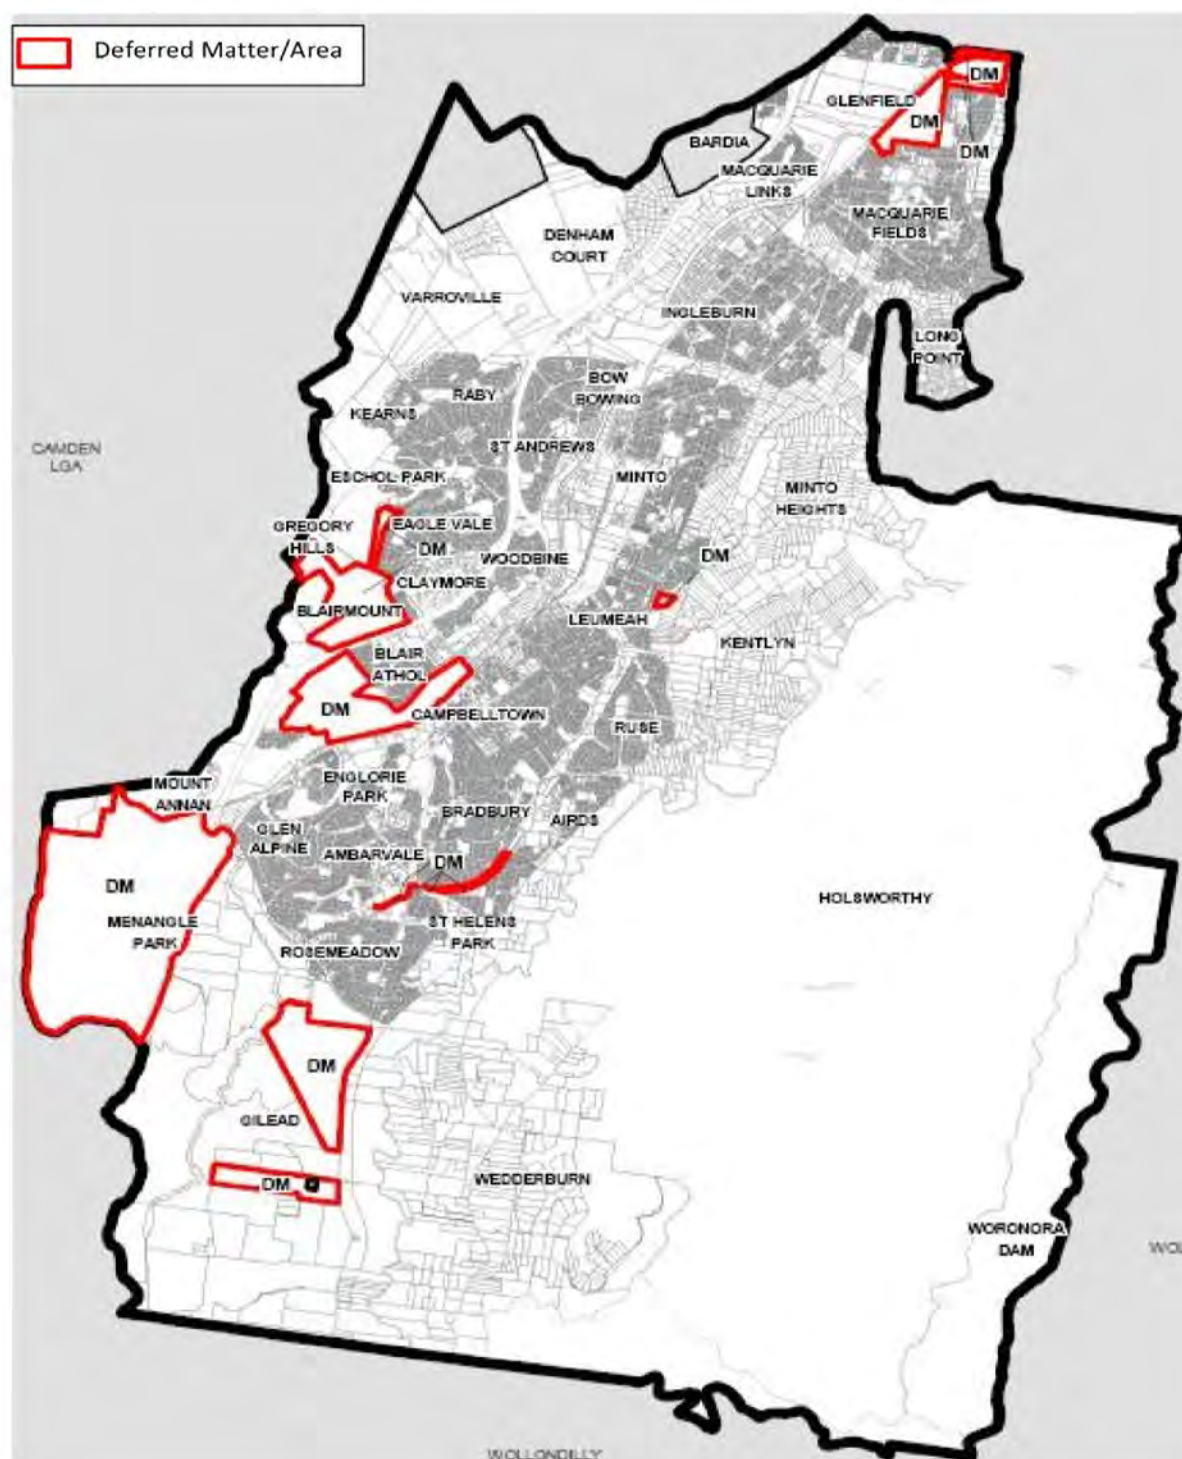 Deferred Matter/Area
DM
GLENFIELD
DM
BARDIA
DM
MACQUARIE
LINKS
MACQUARIE
FIELDS
DENHAM
COURT
VARROVILLE
INGLEBURN
LONG
POINT
BOW
BOWING
RABY
KEARNS
CAMDEN
LGA
ST ANDREWS
ESCHOL PARK
MINTO
MINTO
HEIGHTS
GREGORY
HILLS
EAGLE VALE
DM
WOODBINE
DM
CLAYMORE
BLAIRMOUNT
LEUMEAH
KENTLYN
BLAIR
ATHOL
DM
CAMPBELLTOWN
RUSE
MOUNT
ANNAN
ENGLORIE
PARK
BRADBURY
AIRDS
GLEN
ALPINE
AMBARVALE
DM
DM
HOLSWORTHY
MENANGLE
PARK
ST HELENS
PARK
ROSEMEADOW
DM
GILEAD
DM
WEDDERBURN
WORONORA
DAM
WOL
WOLLONDILLY